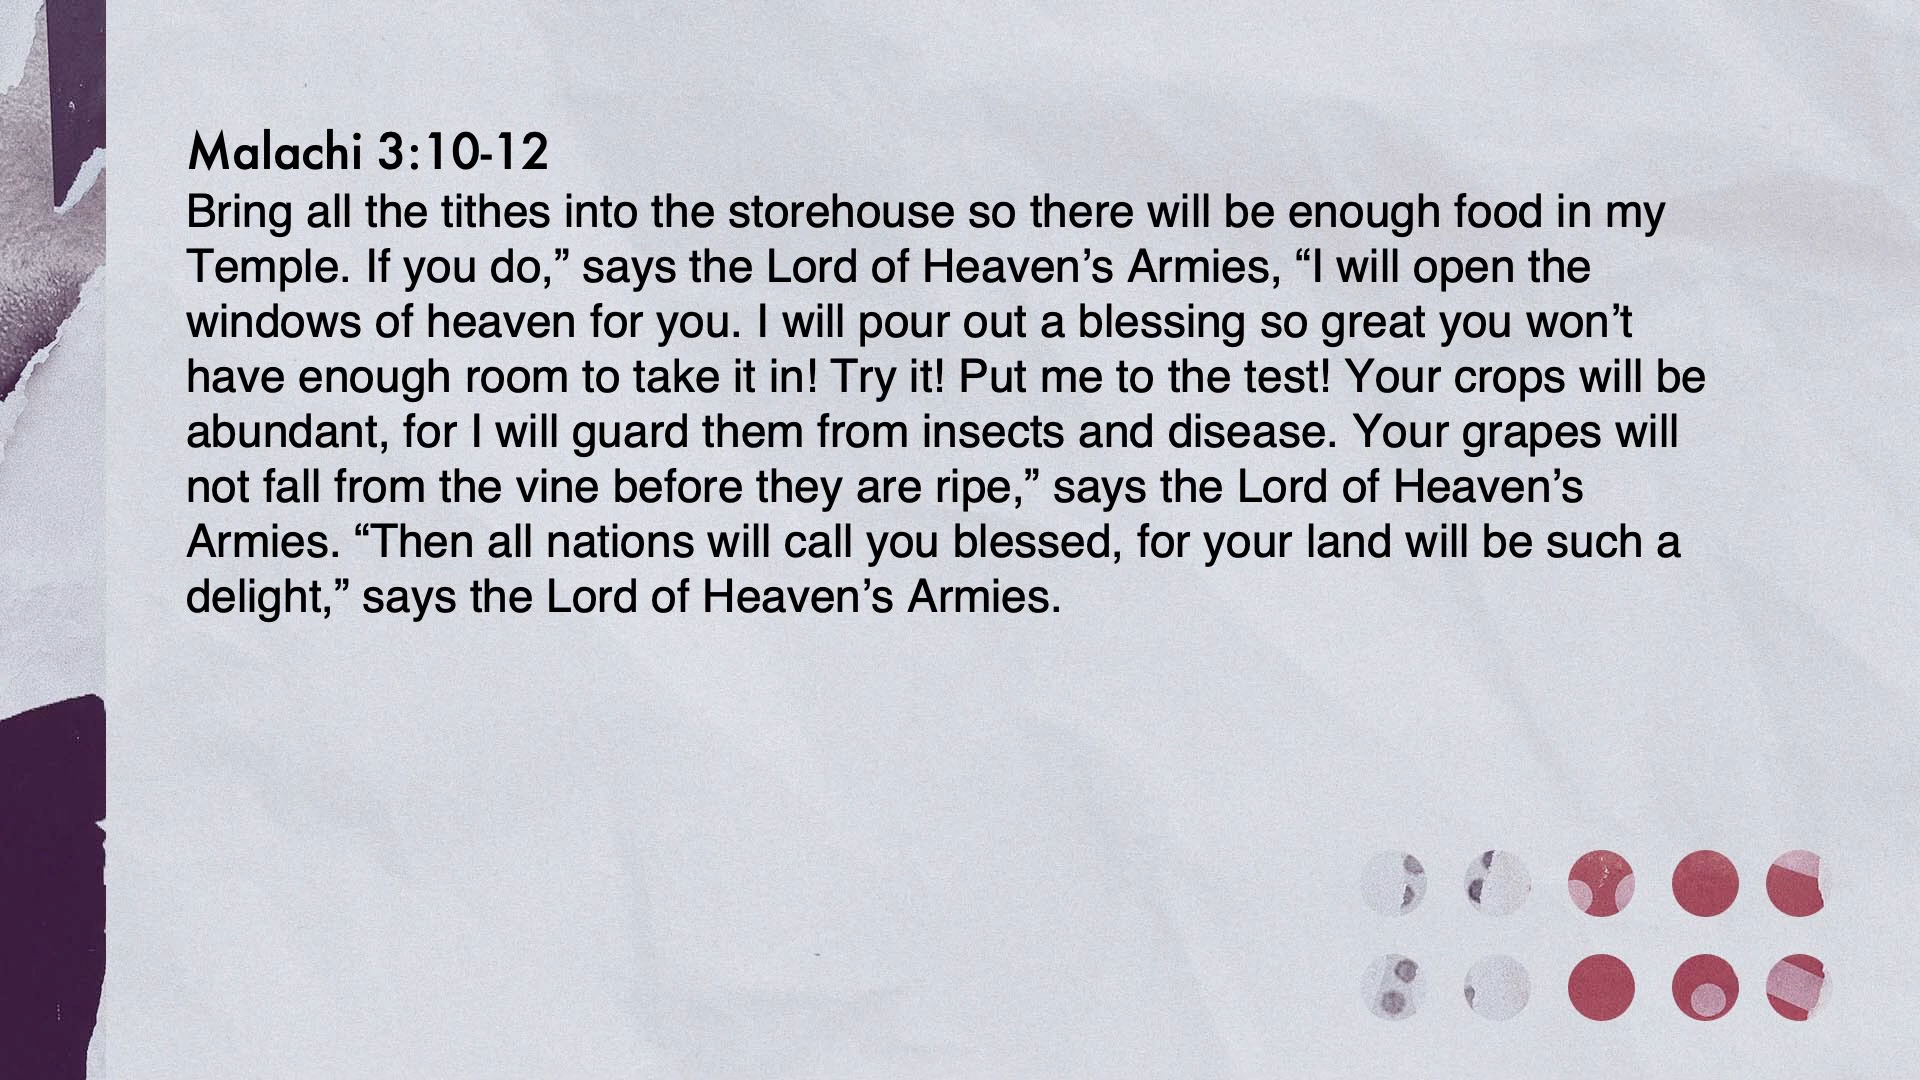 Malachi 3:10-12
Bring all the tithes into the storehouse so there will be enough food in my
Temple. If you do,” says the Lord of Heaven’s Armies, “I will open the
windows of heaven for you. I will pour out a blessing so great you won’t
have enough room to take it in! Try it! Put me to the test! Your crops will be
abundant, for I will guard them from insects and disease. Your grapes will
not fall from the vine before they are ripe,” says the Lord of Heaven’s
Armies. “Then all nations will call you blessed, for your land will be such a
delight,” says the Lord of Heaven’s Armies.